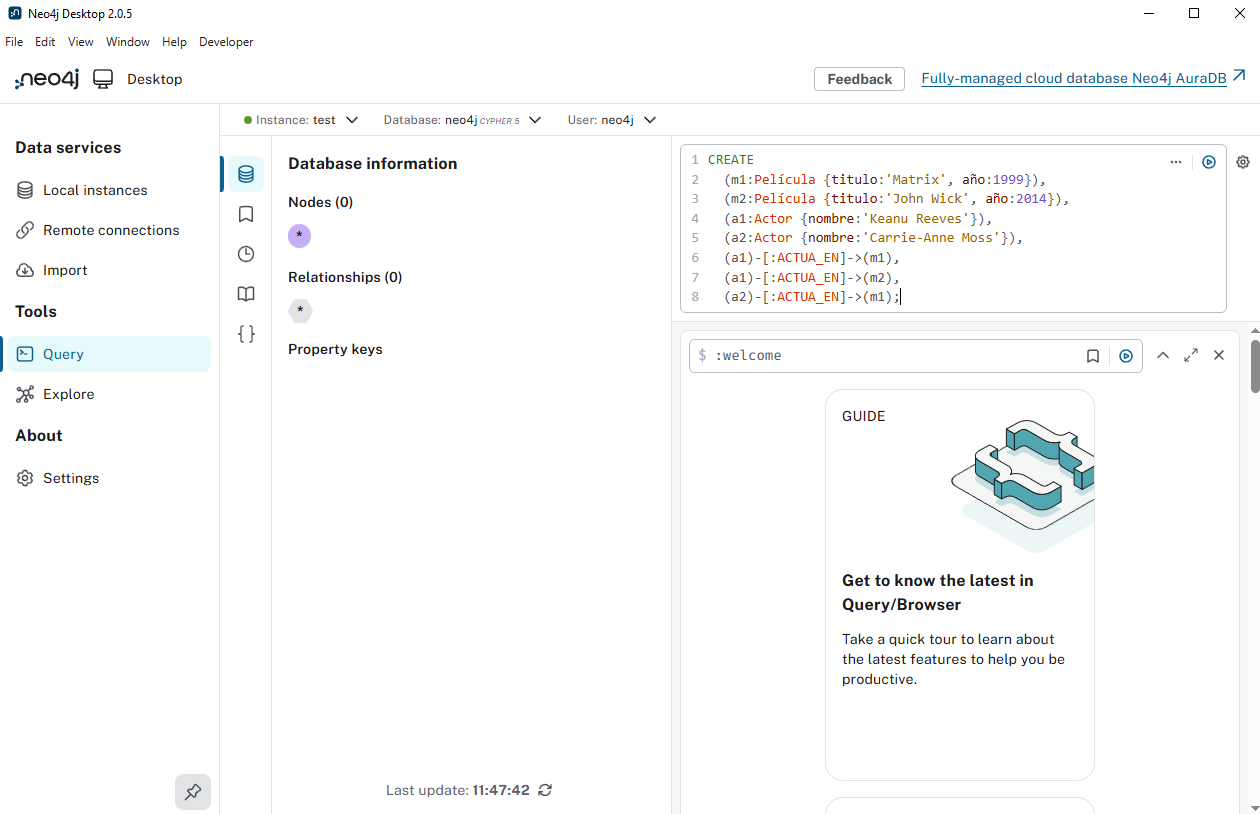 Neo4j Desktop 2.0.5
File Edit View Window Help Developer
neo4j Desktop
Feedback
Fully-managed cloud database Neo4j AuraDB
Instance: test
Database: neo4j CYPHER 5
User: neo4j
Data services
Local instances
Remote connections
Import
Tools
Query
Explore
About
Settings
Database information
Nodes (0)
*
Relationships (0)
*
Property keys
Last update: 11:47:42
1 CREATE
2 (m1:Película {titulo:'Matrix', año:1999}),
3 (m2:Película {titulo:'John Wick', año:2014}),
4 (a1:Actor {nombre:'Keanu Reeves'}),
5 (a2:Actor {nombre:'Carrie-Anne Moss'}),
6 (a1)-[:ACTUA_EN]->(m1),
7 (a1)-[:ACTUA_EN]->(m2),
8 (a2)-[:ACTUA_EN]->(m1);
$ :welcome
GUIDE
Get to know the latest in
Query/Browser
Take a quick tour to learn about
the latest features to help you be
productive.